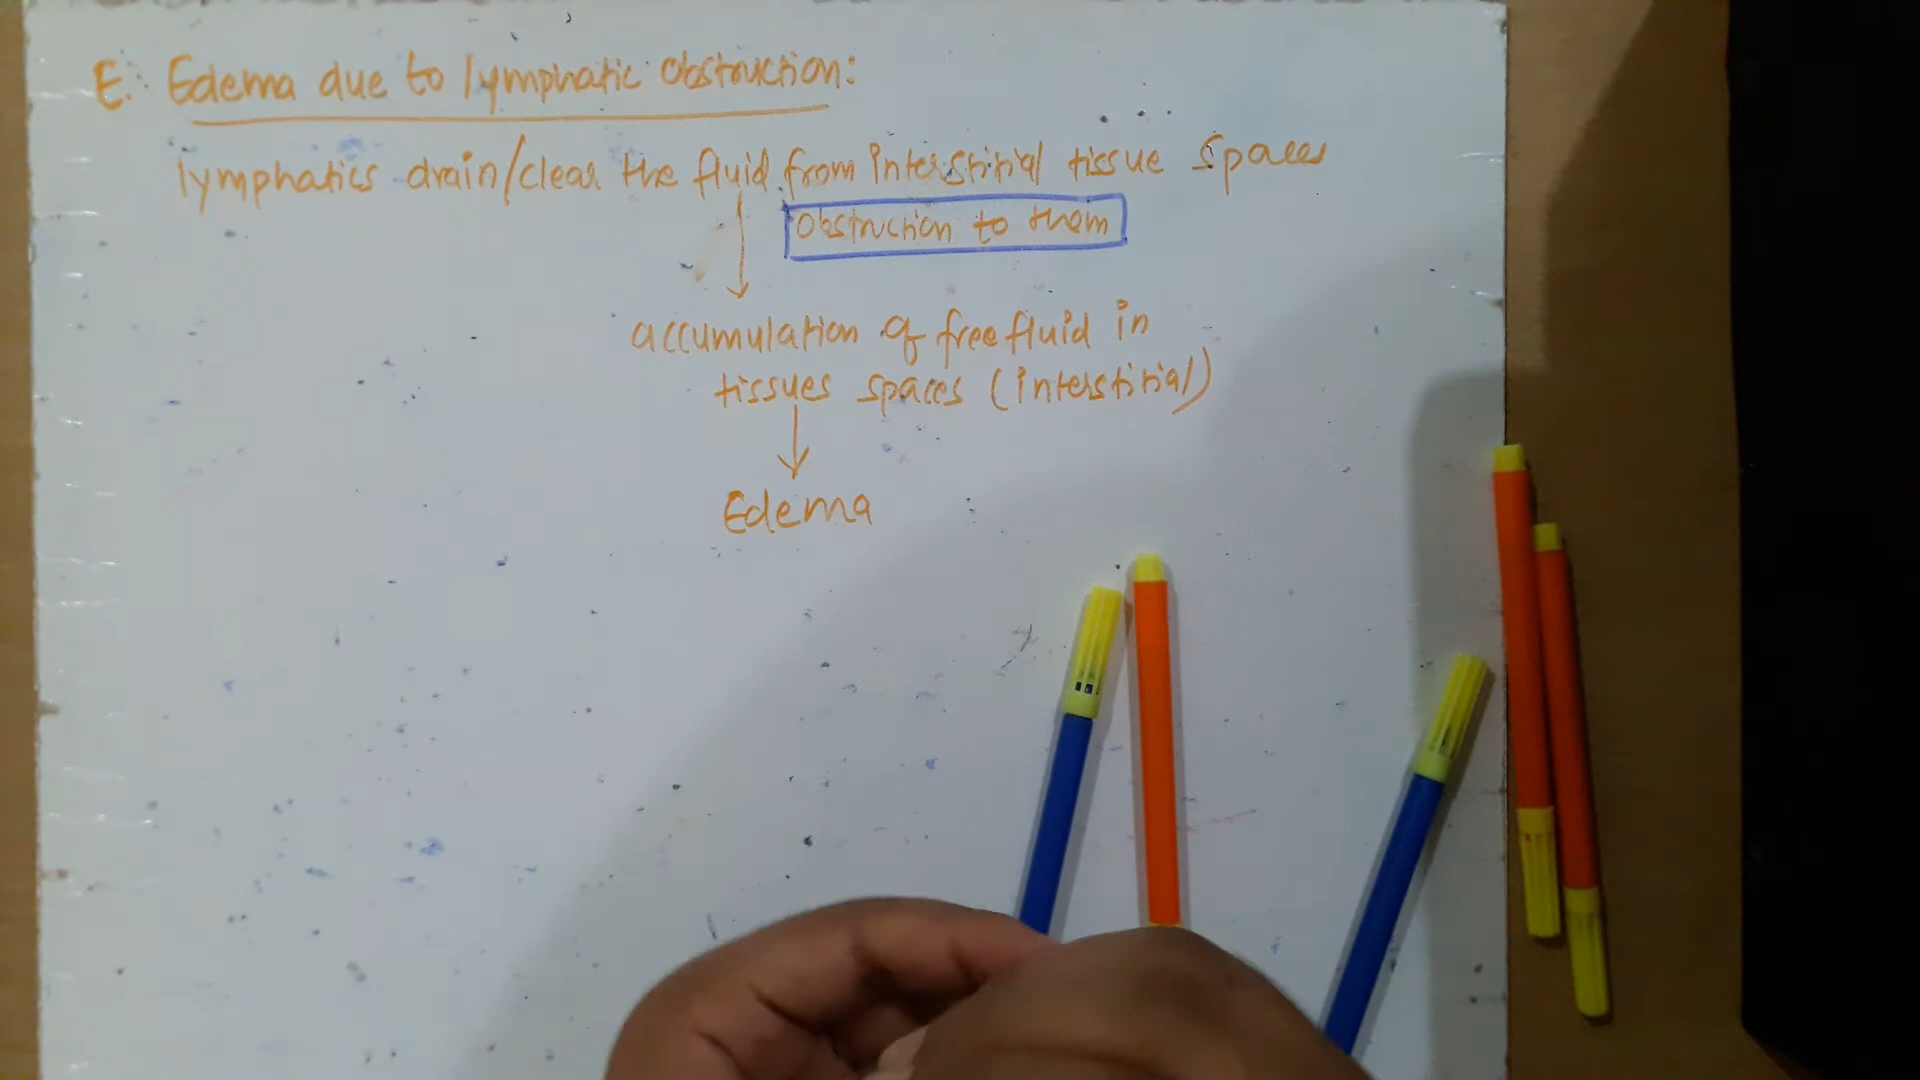 E. Edema due to lymphatic obstruction:
lymphatics drain/clear the fluid from interstitial tissue spaces
obstruction to them
accumulation of free fluid in
tissues spaces (interstitial)
Edema